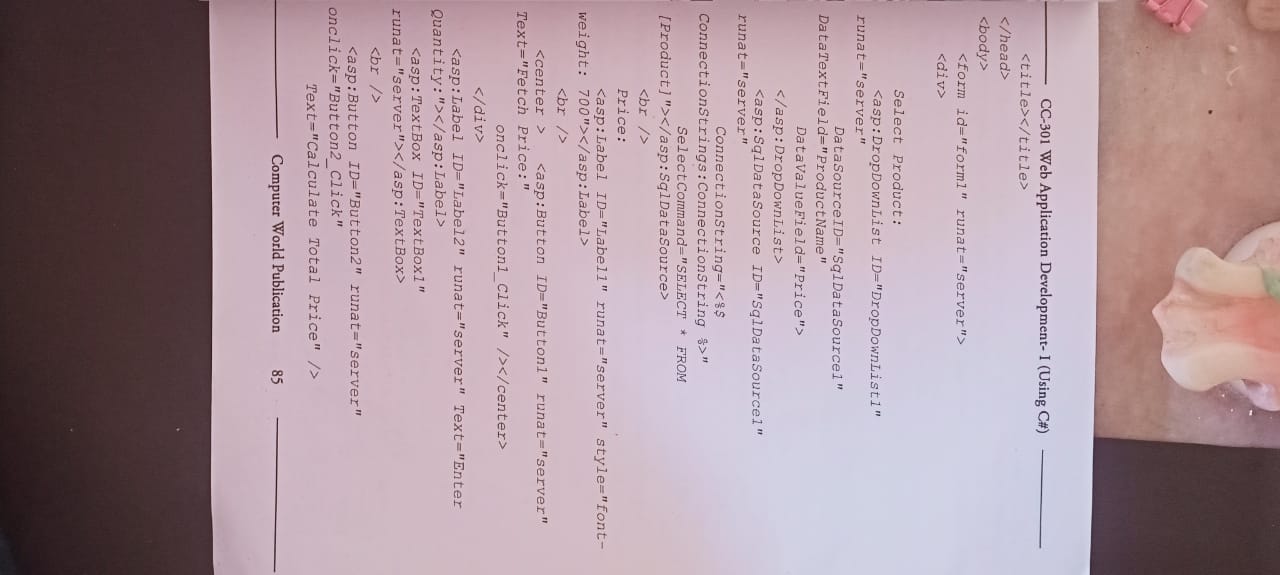 CC-301 Web Application Development- I (Using C#)
<title></title>
</head>
<body>
<form id="form1" runat="server">
<div>
Select Product:
<asp:DropDownList ID="DropDownList1"
runat="server"
DataSourceID="SqlDataSource1"
DataTextField="ProductName"
DataValueField="Price">
</asp:DropDownList>
<asp:SqlDataSource ID="SqlDataSource1"
runat="server"
ConnectionString="<%$
ConnectionStrings:ConnectionString %>"
SelectCommand="SELECT * FROM
[Product]"></asp:SqlDataSource>
<br />
Price:
<asp:Label ID="Label1" runat="server" style="font-
weight: 700"></asp:Label>
<br />
<center > <asp:Button ID="Button1" runat="server"
Text="Fetch Price:"
onclick="Button1_Click" /></center>
</div>
<asp:Label ID="Label2" runat="server" Text="Enter
Quantity:"></asp:Label>
<asp:TextBox ID="TextBox1"
runat="server"></asp:TextBox>
<br />
<asp:Button ID="Button2" runat="server"
onclick="Button2_Click"
Text="Calculate Total Price" />
Computer World Publication 85